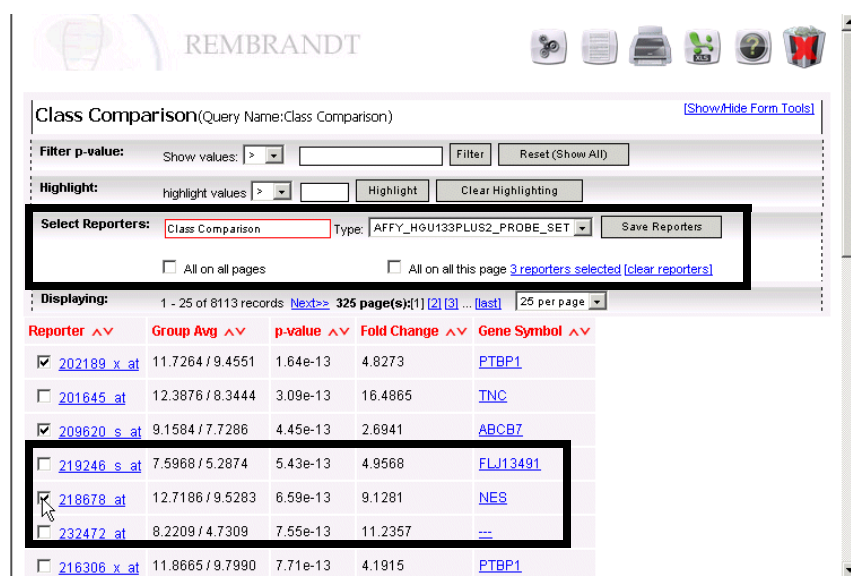 REMBRANDT
XLS
?
Class Comparison(Query Name:Class Comparison) [Show/Hide Form Tools]
Filter p-value: Show values: > Filter Reset (Show All)
Highlight: highlight values > Highlight Clear Highlighting
Select Reporters: Class Comparison Type: AFFY_HGU133PLUS2_PROBE_SET Save Reporters
All on all pages All on all this page 3 reporters selected [clear reporters]
Displaying: 1 - 25 of 8113 records Next>> 325 page(s):[1] [2] [3] ... [last] 25 per page
Reporter Group Avg p-value Fold Change Gene Symbol
202189_x_at 11.7264 / 9.4551 1.64e-13 4.8273 PTBP1
201645_at 12.3876 / 8.3444 3.09e-13 16.4865 TNC
209620_s_at 9.1584 / 7.7286 4.45e-13 2.6941 ABCB7
219246_s_at 7.5968 / 5.2874 5.43e-13 4.9568 FLJ13491
218678_at 12.7186 / 9.5283 6.59e-13 9.1281 NES
232472_at 8.2209 / 4.7309 7.55e-13 11.2357 ---
216306_x_at 11.8665 / 9.7990 7.71e-13 4.1915 PTBP1